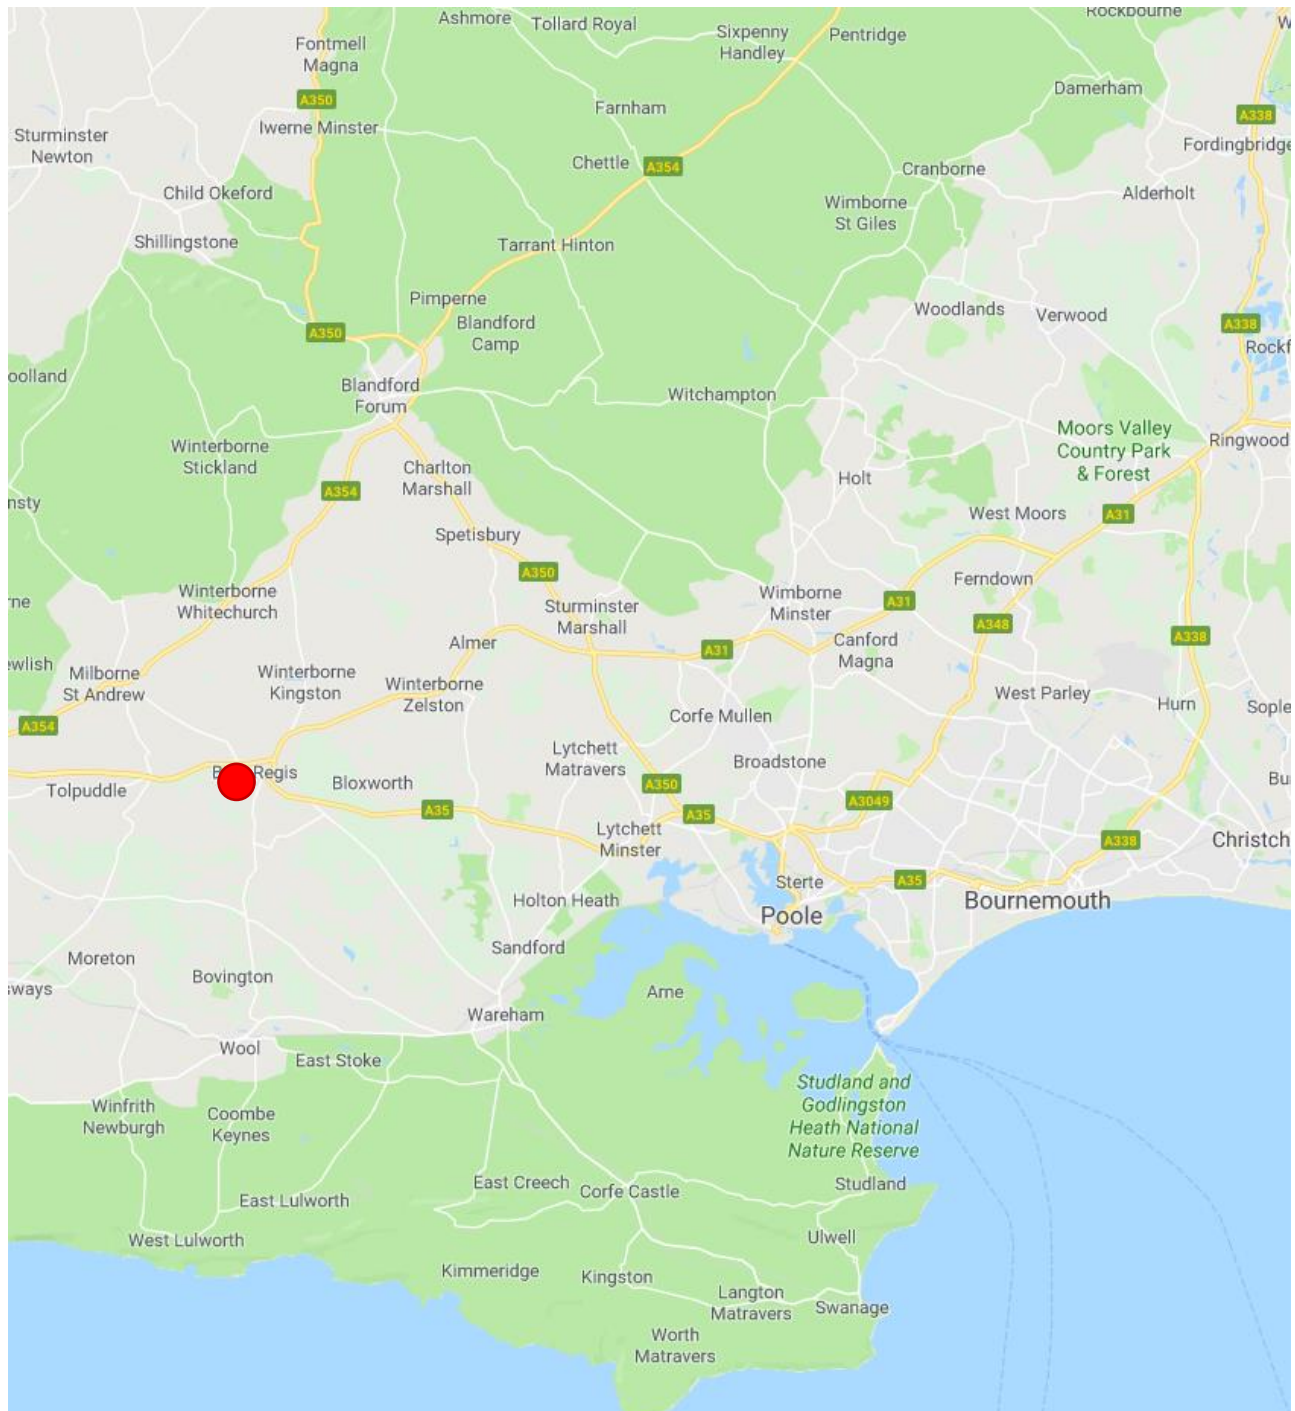 Ashmore
Tollard Royal
Rockbourne
Sixpenny
Handley
Pentridge
Fontmell
Magna
Damerham
A350
Farnham
A338
Iwerne Minster
Sturminster
Newton
Fordingbridge
Chettle
A354
Cranborne
Child Okeford
Alderholt
Wimborne
St Giles
Shillingstone
Tarrant Hinton
Pimperne
Woodlands
Verwood
Blandford
Camp
A350
A338
Rockf
oolland
Blandford
Forum
Witchampton
Moors Valley
Country Park
& Forest
Ringwood
Winterborne
Stickland
Charlton
Marshall
Holt
A354
nsty
West Moors
A31
Spetisbury
A350
Ferndown
Winterborne
Whitechurch
Wimborne
Minster
A31
rne
Sturminster
Marshall
A348
Almer
A31
Canford
Magna
A338
ewlish
Milborne
St Andrew
Winterborne
Kingston
Winterborne
Zelston
West Parley
Hurn
Sople
Corfe Mullen
A354
Lytchett
Matravers
Broadstone
Regis
Bloxworth
A350
Bu
Tolpuddle
A35
A3049
A35
Lytchett
Minster
A338
Christch
Sterte
A35
Holton Heath
Poole
Bournemouth
Sandford
Moreton
Bovington
sways
Arne
Wareham
Wool
East Stoke
Studland and
Godlingston
Heath National
Nature Reserve
Winfrith
Newburgh
Coombe
Keynes
East Creech
Corfe Castle
Studland
East Lulworth
West Lulworth
Ulwell
Kimmeridge
Kingston
Langton
Matravers
Swanage
Worth
Matravers